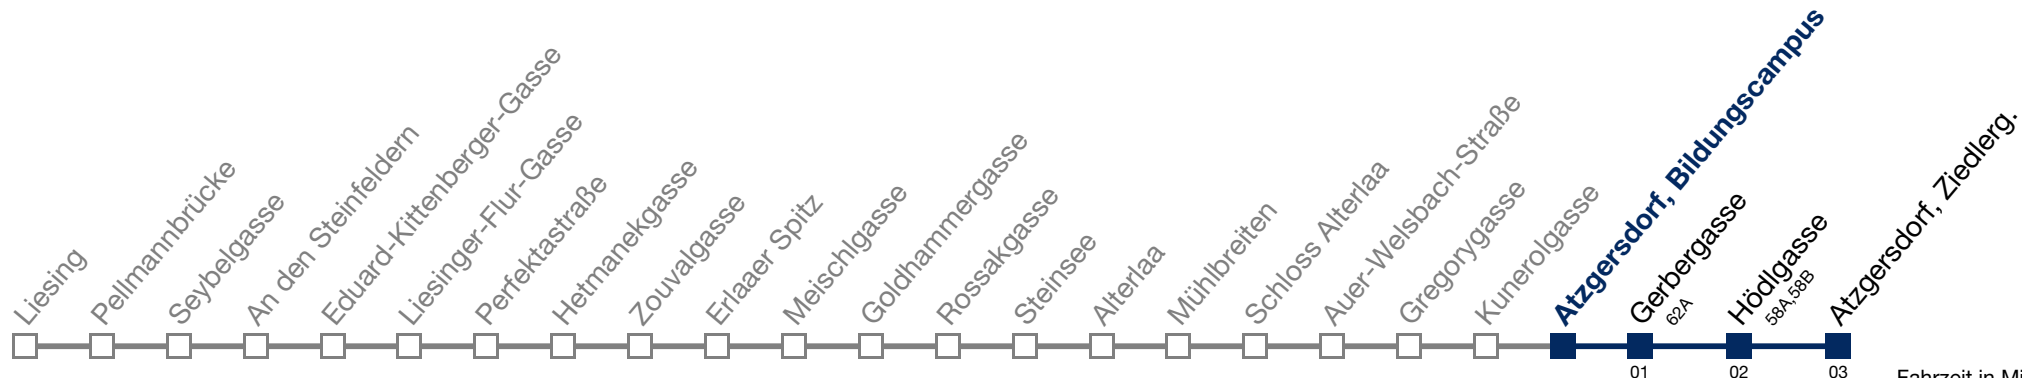 Liesing
Pellmannbrücke
Seybelgasse
An den Steinfeldern
Eduard-Kittenberger-Gasse
Liesinger-Flur-Gasse
Perfektastraße
Hetmanekgasse
Zouvalgasse
Erlaaer Spitz
Meischlgasse
Goldhammergasse
Rossakgasse
Steinsee
Alterlaa
Mühlbreiten
Schloss Alterlaa
Auer-Welsbach-Straße
Gregorygasse
Kunerolgasse
Atzgersdorf, Bildungscampus
Gerbergasse
62A
Hödlgasse
58A,58B
Atzgersdorf, Ziedlerg.
01 02 03
Fahrzeit in